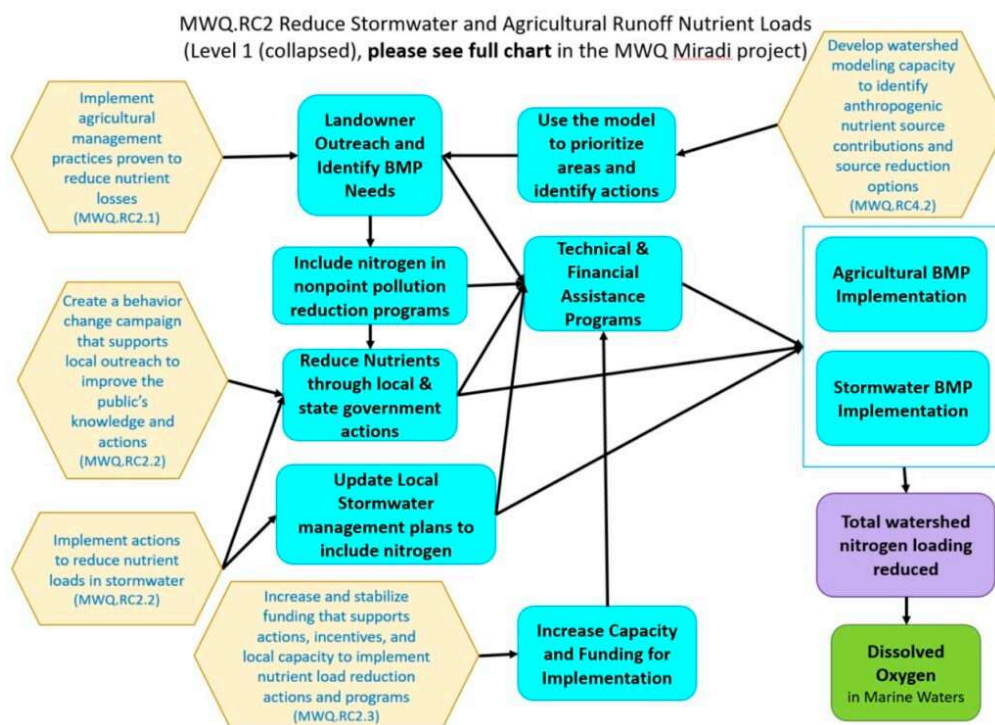 MWQ.RC2 Reduce Stormwater and Agricultural Runoff Nutrient Loads
(Level 1 (collapsed), please see full chart in the MWQ Miradi project)
Implement
agricultural
management
practices proven to
reduce nutrient
losses
(MWQ.RC2.1)
Landowner
Outreach and
Identify BMP
Needs
Use the model
to prioritize
areas and
identify actions
Develop watershed
modeling capacity
to identify
anthropogenic
nutrient source
contributions and
source reduction
options
(MWQ.RC4.2)
Include nitrogen in
nonpoint pollution
reduction programs
Technical &
Financial
Assistance
Programs
Agricultural BMP
Implementation
Create a behavior
change campaign
that supports
local outreach to
improve the
public's
knowledge and
actions
(MWQ.RC2.2)
Reduce Nutrients
through local &
state government
actions
Stormwater BMP
Implementation
Update Local
Stormwater
management plans to
include nitrogen
Implement actions
to reduce nutrient
loads in stormwater
(MWQ.RC2.2)
Total watershed
nitrogen loading
reduced
Increase and stabilize
funding that supports
actions, incentives, and
local capacity to implement
nutrient load reduction
actions and programs
(MWQ.RC2.3)
Increase Capacity
and Funding for
Implementation
Dissolved
Oxygen
in Marine Waters